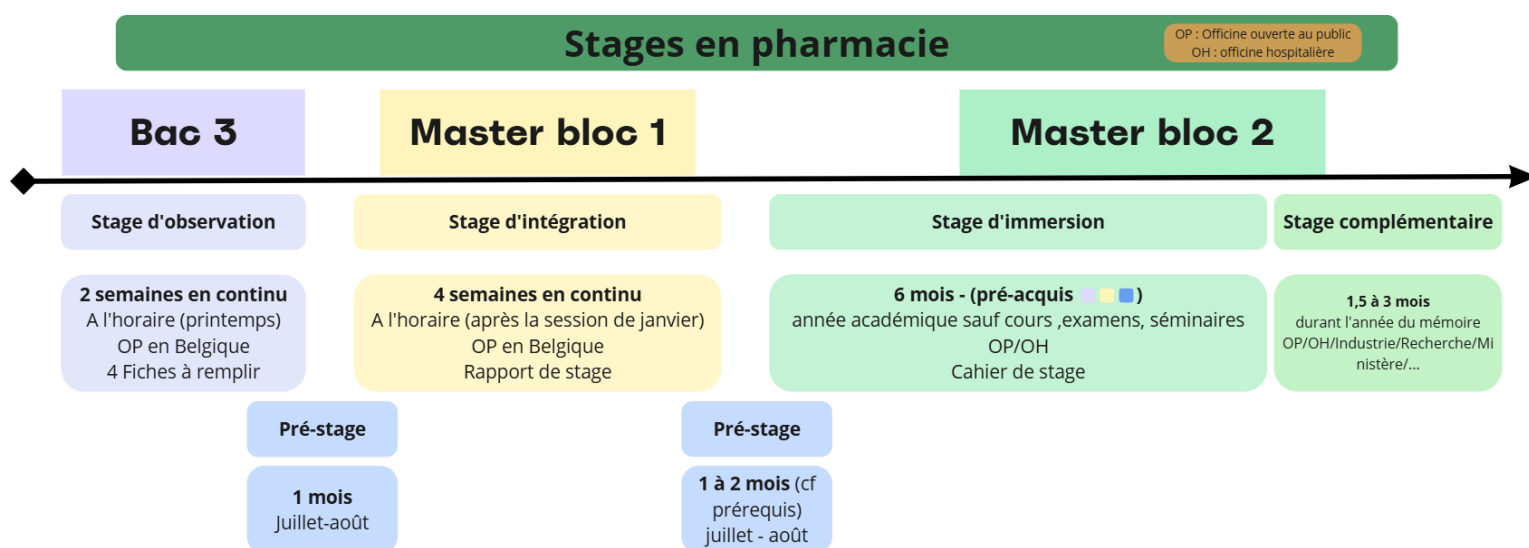 Stages en pharmacie
OP : Officine ouverte au public
OH : officine hospitalière
Bac 3
Master bloc 1
Master bloc 2
Stage d'observation
Stage d'intégration
Stage d'immersion
Stage complémentaire
2 semaines en continu
A l'horaire (printemps)
OP en Belgique
4 Fiches à remplir
4 semaines en continu
A l'horaire (après la session de janvier)
OP en Belgique
Rapport de stage
6 mois - (pré-acquis )
année académique sauf cours ,examens, séminaires
OP/OH
Cahier de stage
1,5 à 3 mois
durant l'année du mémoire
OP/OH/Industrie/Recherche/Mi
nistère/...
Pré-stage
1 mois
Juillet-août
Pré-stage
1 à 2 mois (cf
prérequis)
juillet - août